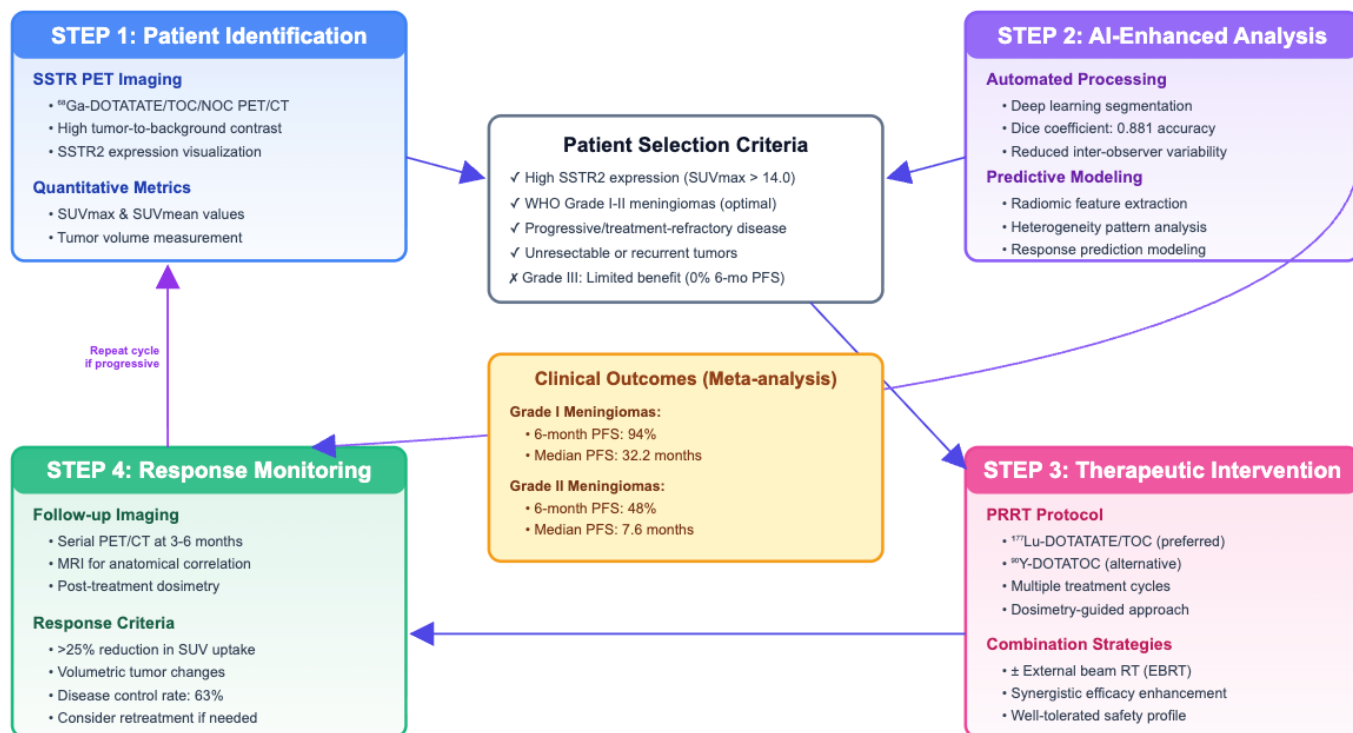 STEP 1: Patient Identification
SSTR PET Imaging
• ⁶⁸Ga-DOTATATE/TOC/NOC PET/CT
• High tumor-to-background contrast
• SSTR2 expression visualization
Quantitative Metrics
• SUVmax & SUVmean values
• Tumor volume measurement
STEP 2: AI-Enhanced Analysis
Automated Processing
• Deep learning segmentation
• Dice coefficient: 0.881 accuracy
• Reduced inter-observer variability
Predictive Modeling
• Radiomic feature extraction
• Heterogeneity pattern analysis
• Response prediction modeling
Patient Selection Criteria
✓ High SSTR2 expression (SUVmax > 14.0)
✓ WHO Grade I-II meningiomas (optimal)
✓ Progressive/treatment-refractory disease
✓ Unresectable or recurrent tumors
✗ Grade III: Limited benefit (0% 6-mo PFS)
Repeat cycle
if progressive
Clinical Outcomes (Meta-analysis)
Grade I Meningiomas:
• 6-month PFS: 94%
• Median PFS: 32.2 months
Grade II Meningiomas:
• 6-month PFS: 48%
• Median PFS: 7.6 months
STEP 3: Therapeutic Intervention
PRRT Protocol
• ¹⁷⁷Lu-DOTATATE/TOC (preferred)
• ⁹⁰Y-DOTATOC (alternative)
• Multiple treatment cycles
• Dosimetry-guided approach
Combination Strategies
• ± External beam RT (EBRT)
• Synergistic efficacy enhancement
• Well-tolerated safety profile
STEP 4: Response Monitoring
Follow-up Imaging
• Serial PET/CT at 3-6 months
• MRI for anatomical correlation
• Post-treatment dosimetry
Response Criteria
• >25% reduction in SUV uptake
• Volumetric tumor changes
• Disease control rate: 63%
• Consider retreatment if needed